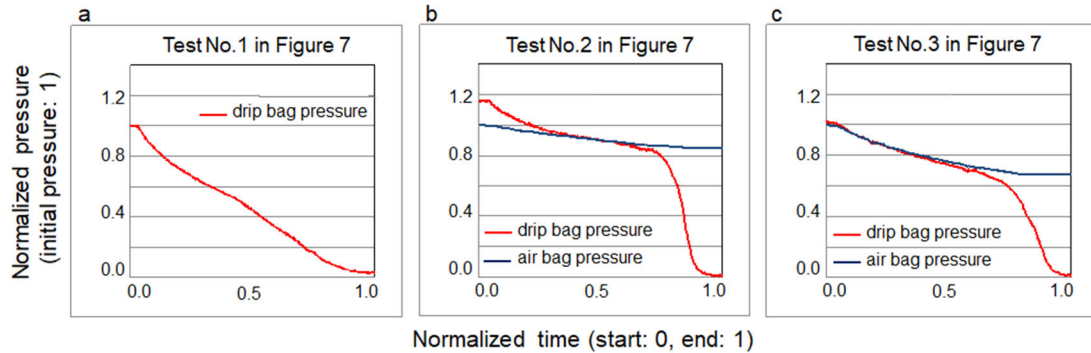 a
Test No.1 in Figure 7
1.2
0.8
0.4
0.0
0.0 0.5 1.0
drip bag pressure
b
Test No.2 in Figure 7
1.2
0.8
0.4
0.0
0.0 0.5 1.0
drip bag pressure
air bag pressure
c
Test No.3 in Figure 7
1.2
0.8
0.4
0.0
0.0 0.5 1.0
drip bag pressure
air bag pressure
Normalized pressure
(initial pressure: 1)
Normalized time (start: 0, end: 1)